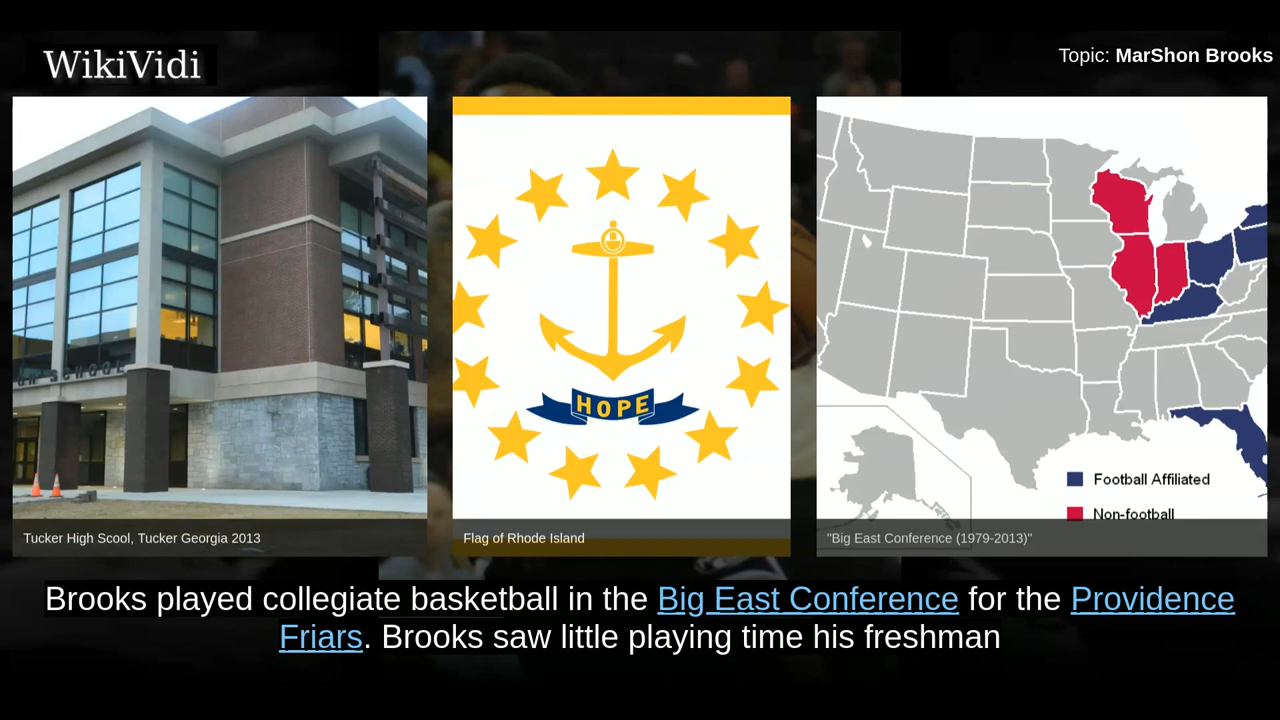 WikiVidi
Topic: MarShon Brooks
SCHOOL
HOPE
Football Affiliated
Non-football
Tucker High Scool, Tucker Georgia 2013
Flag of Rhode Island
"Big East Conference (1979-2013)"
Brooks played collegiate basketball in the Big East Conference for the Providence
Friars. Brooks saw little playing time his freshman